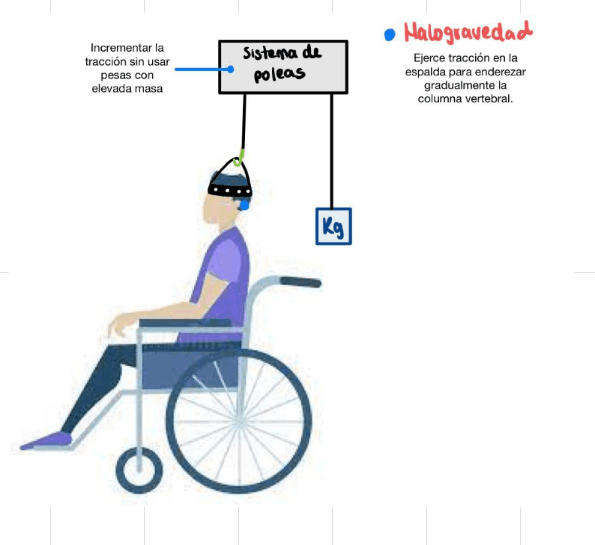 Incrementar la
tracción sin usar
pesas con
elevada masa
Sistema de
poleas
Halogravedad
Ejerce tracción en la
espalda para enderezar
gradualmente la
columna vertebral.
Kg